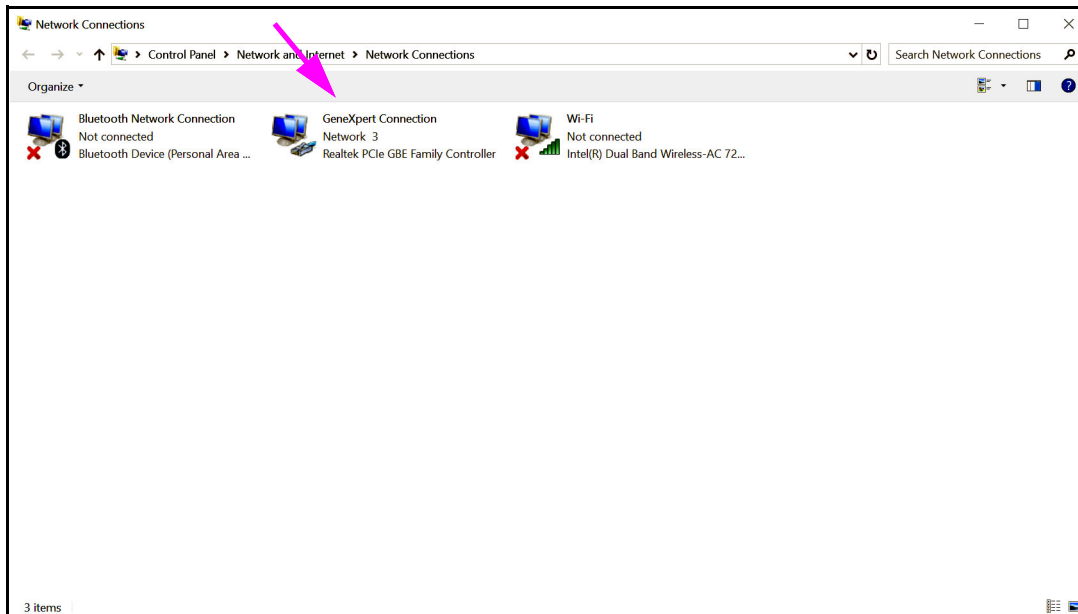 Network Connections
Control Panel > Network and Internet > Network Connections
Search Network Connections
Organize
Bluetooth Network Connection
Not connected
Bluetooth Device (Personal Area ...
GeneXpert Connection
Network 3
Realtek PCIe GBE Family Controller
Wi-Fi
Not connected
Intel(R) Dual Band Wireless-AC 72...
3 items